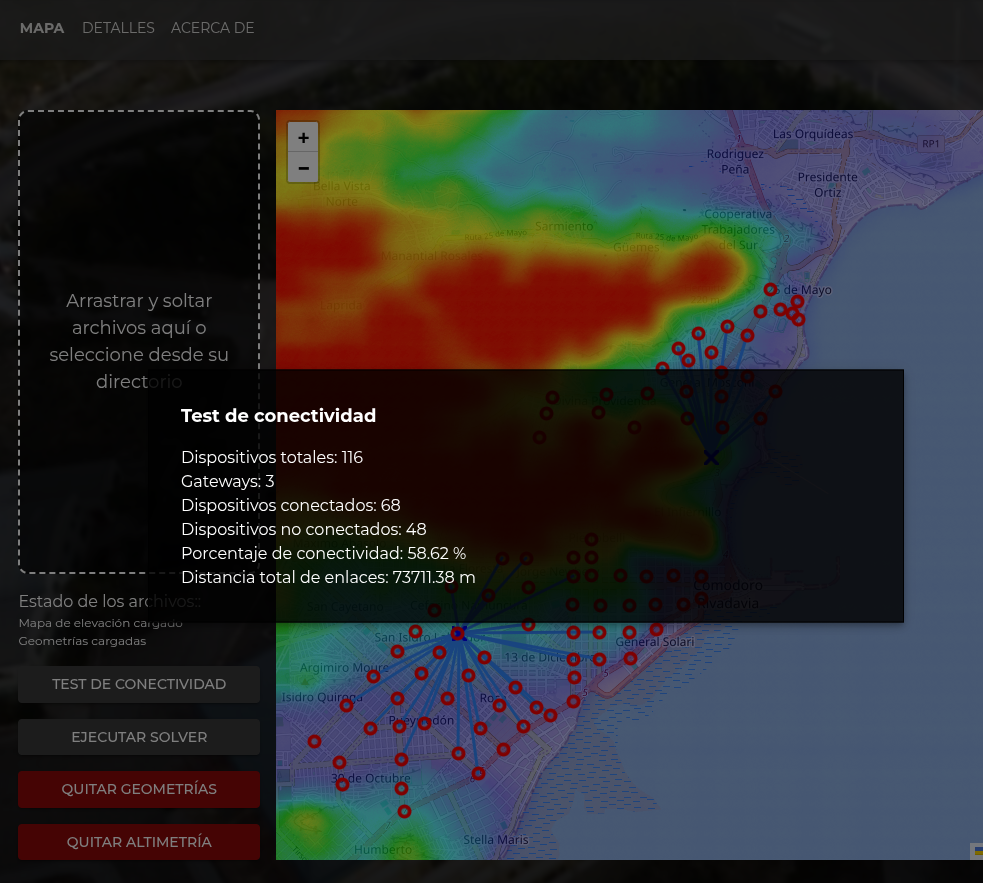 MAPA
DETALLES
ACERCA DE
Arrastrar y soltar
archivos aquí o
seleccione desde su
directorio
+
−
Bella Vista
Norte
Sarmiento
Güemes
Las Orquídeas
RP1
Rodriguez
Peña
Presidente
Ortiz
Cooperativa
Trabajadores
del Sur
de Mayo
Test de conectividad
Dispositivos totales: 116
Gateways: 3
Dispositivos conectados: 68
Dispositivos no conectados: 48
Porcentaje de conectividad: 58.62 %
Distancia total de enlaces: 73711.38 m
Comodoro
Rivadavia
General Solari
13 de Diciembre
San Isidro
Argimiro Moure
Isidro Quiroga
Pueyrredón
30 de Octubre
Stella Maris
Humberto
Estado de los archivos::
Mapa de elevación cargado
Geometrías cargadas
TEST DE CONECTIVIDAD
EJECUTAR SOLVER
QUITAR GEOMETRÍAS
QUITAR ALTIMETRÍA